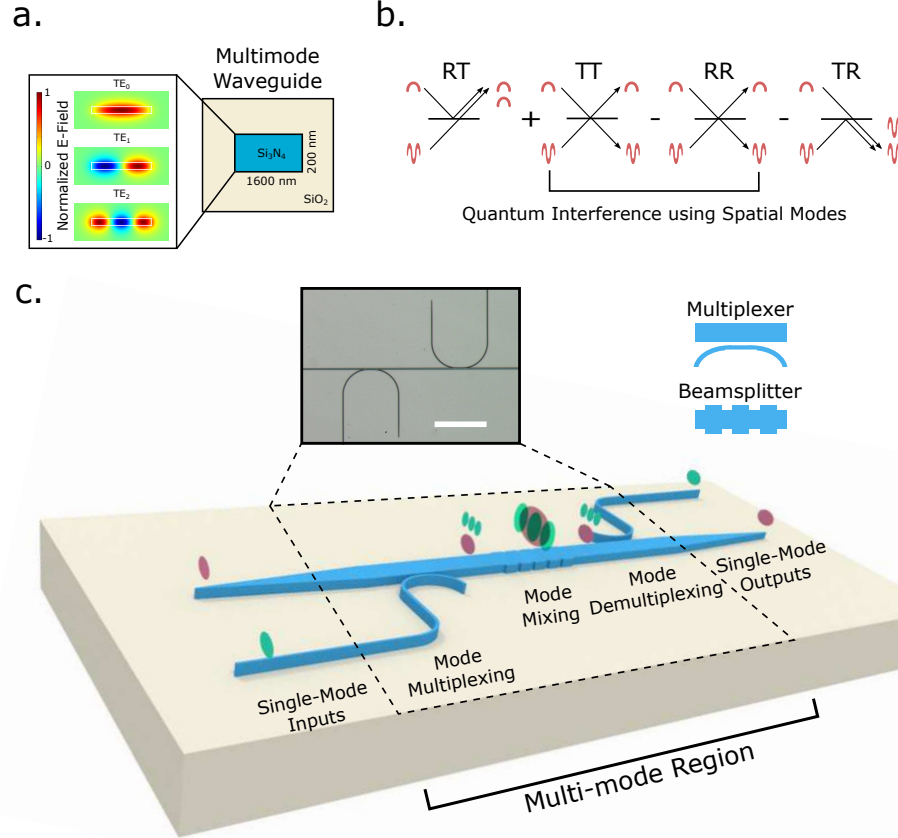 a.
Multimode
Waveguide
Normalized E-Field
1
0
-1
TE0
TE1
TE2
Si3N4
200 nm
1600 nm
SiO2
b.
RT
TT
RR
TR
+
-
-
Quantum Interference using Spatial Modes
c.
Multiplexer
Beamsplitter
Single-Mode
Inputs
Mode
Multiplexing
Mode
Mixing
Mode
Demultiplexing
Single-Mode
Outputs
Multi-mode Region